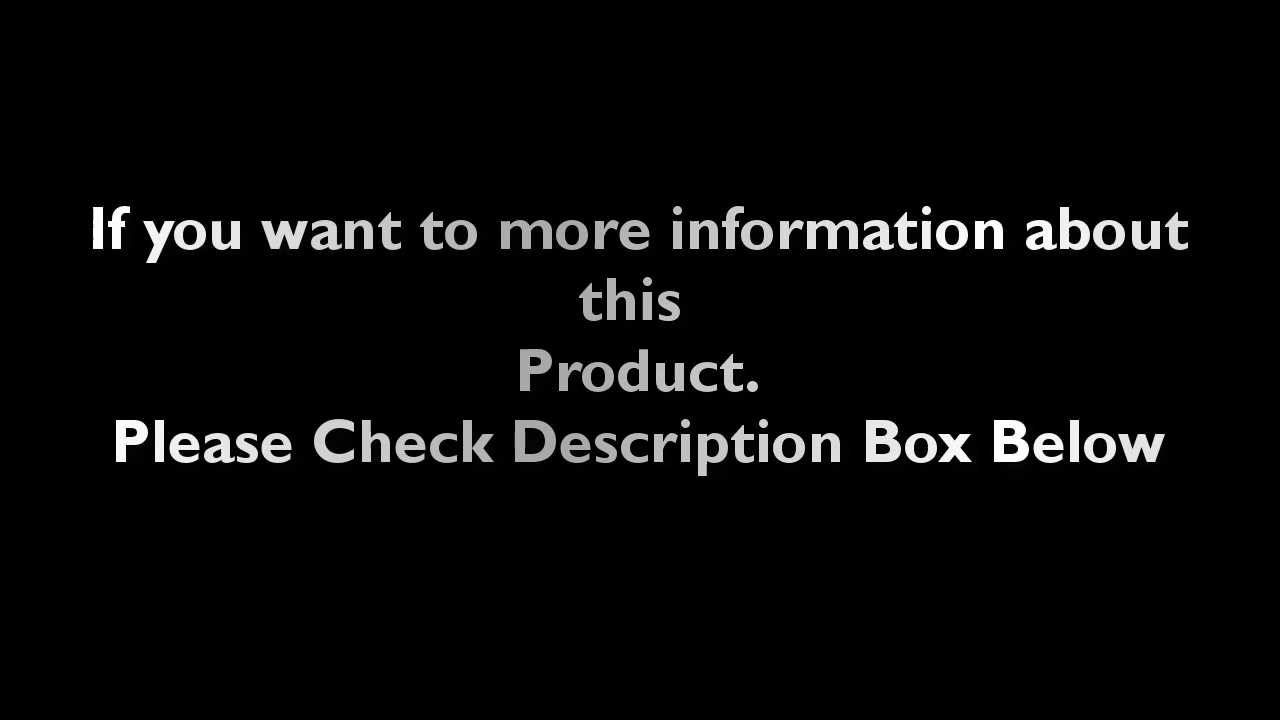 If you want to more information about
this
Product.
Please Check Description Box Below